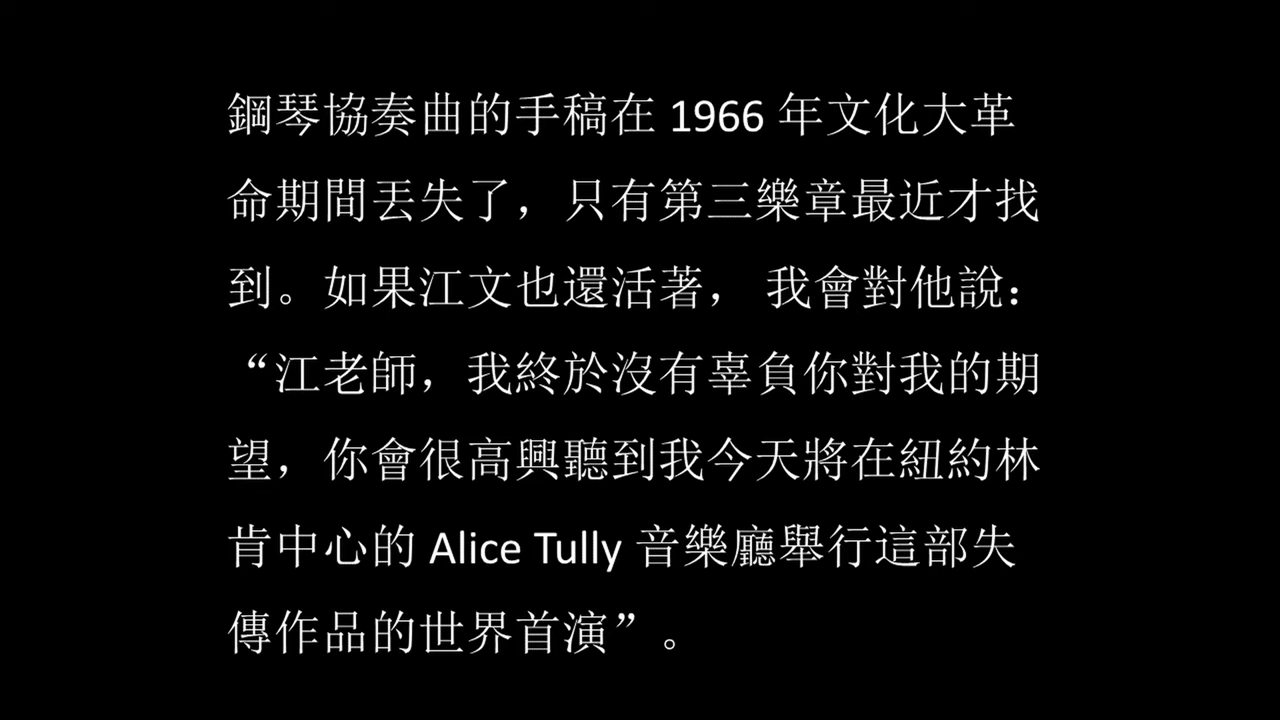 鋼琴協奏曲的手稿在 1966 年文化大革
命期間丟失了，只有第三樂章最近才找
到。如果江文也還活著， 我會對他說：
“江老師，我終於沒有辜負你對我的期
望，你會很高興聽到我今天將在紐約林
肯中心的 Alice Tully 音樂廳舉行這部失
傳作品的世界首演”。